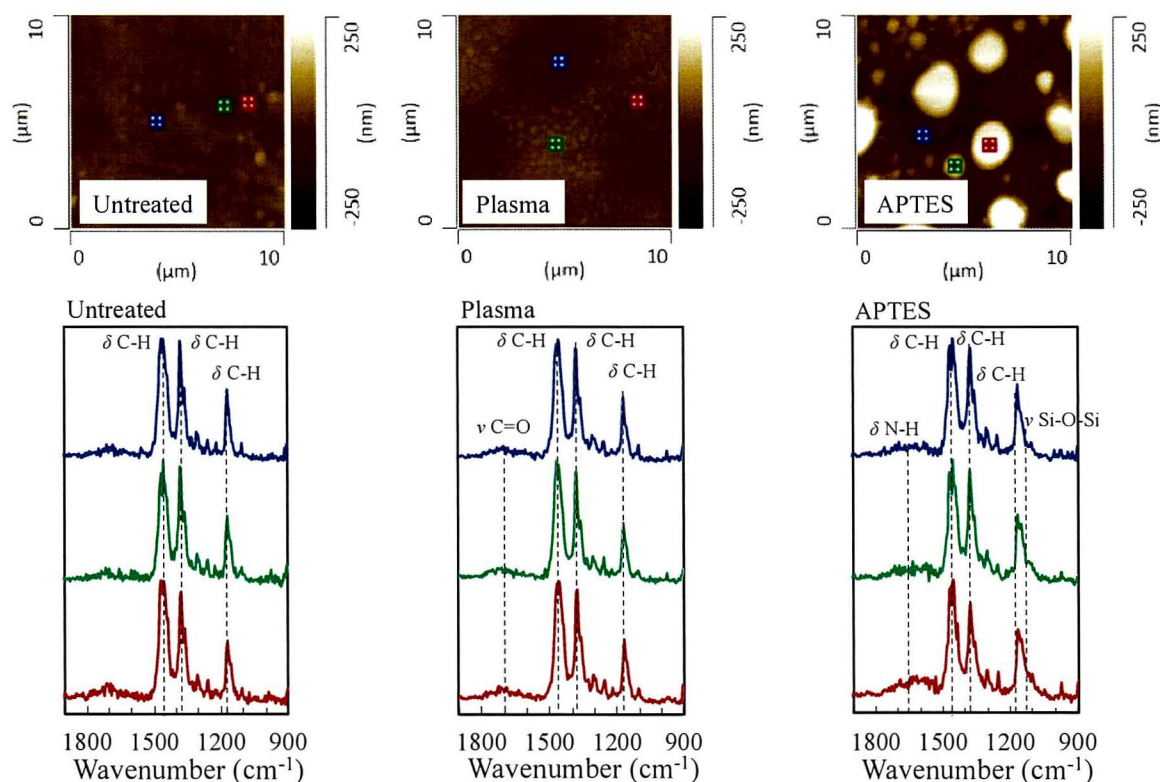 10
250
(µm)
(nm)
Untreated
0
-250
0
10
(µm)
10
250
(µm)
(nm)
Plasma
0
-250
0
10
(µm)
10
250
(µm)
(nm)
APTES
0
-250
0
10
(µm)
Untreated
δ C-H
δ C-H
δ C-H
1800 1500 1200 900
Wavenumber (cm⁻¹)
Plasma
δ C-H
δ C-H
δ C-H
ν C=O
1800 1500 1200 900
Wavenumber (cm⁻¹)
APTES
δ C-H
δ C-H
δ C-H
ν Si-O-Si
δ N-H
1800 1500 1200 900
Wavenumber (cm⁻¹)